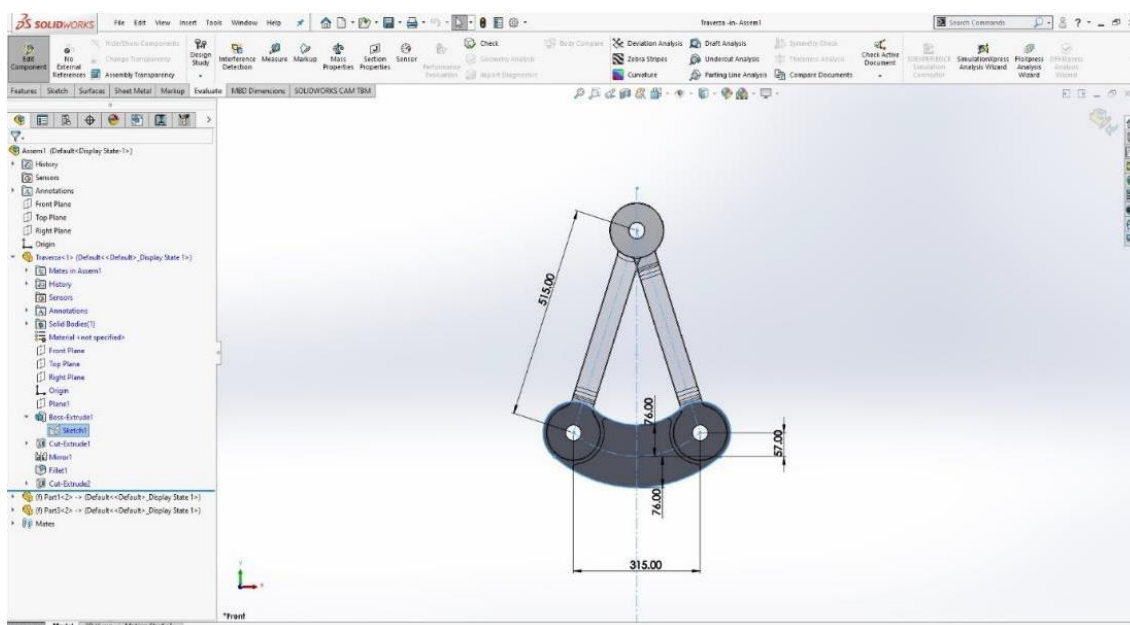 SOLIDWORKS File Edit View Insert Tools Window Help Traversa -in- Assem1 Search Commands
Edit Component
No External References
Hide/Show Components
Change Transparency
Assembly Transparency
Design Study
Interference Detection
Measure
Markup
Mass Properties
Section Properties
Sensor
Performance Evaluation
Check
Geometry Analysis
Import Diagnostics
Body Compare
Deviation Analysis
Zebra Stripes
Curvature
Draft Analysis
Undercut Analysis
Parting Line Analysis
Symmetry Check
Thickness Analysis
Compare Documents
Check Active Document
SimulationXpress Analysis Wizard
FloXpress Analysis Wizard
Features Sketch Surfaces Sheet Metal Markup Evaluate MBD Dimensions SOLIDWORKS CAM TBM
Assem1 (Default<Display State-1>)
History
Sensors
Annotations
Front Plane
Top Plane
Right Plane
Origin
Traversa<1> (Default<<Default>_Display State 1>)
Mates in Assem1
History
Sensors
Annotations
Solid Bodies(1)
Material <not specified>
Front Plane
Top Plane
Right Plane
Origin
Plane1
Boss-Extrude1
Sketch1
Cut-Extrude1
Mirror1
Fillet1
Cut-Extrude2
(f) Part1<2> -> (Default<<Default>_Display State 1>)
(f) Part3<2> -> (Default<<Default>_Display State 1>)
Mates
515.00
76.00
57.00
76.00
315.00
*Front